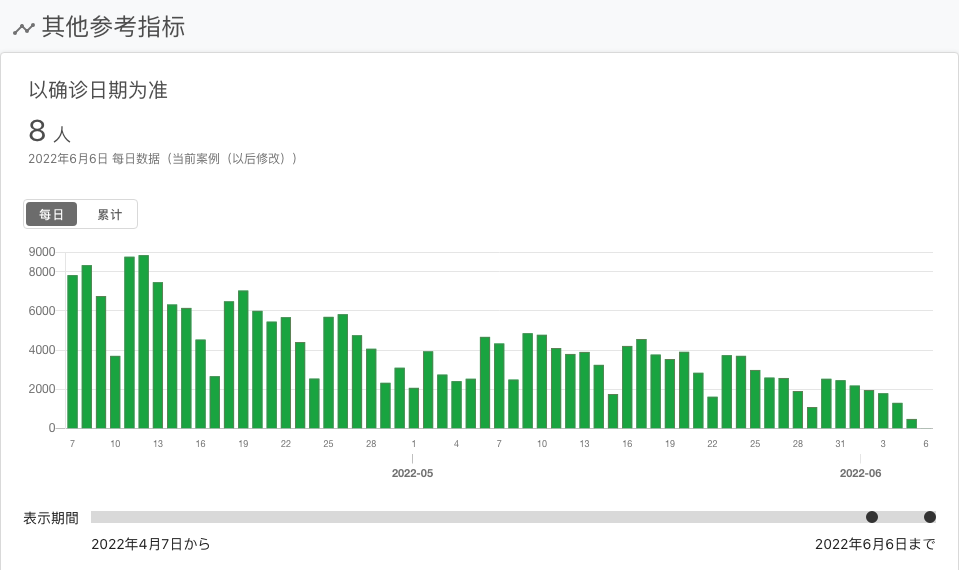 其他参考指标
以确诊日期为准
8 人
2022年6月6日 每日数据（当前案例（以后修改））
每日 累计
9000
8000
6000
4000
2000
0
7 10 13 16 19 22 25 28 1 4 7 10 13 16 19 22 25 28 31 3 6
2022-05 2022-06
表示期間
2022年4月7日から 2022年6月6日まで